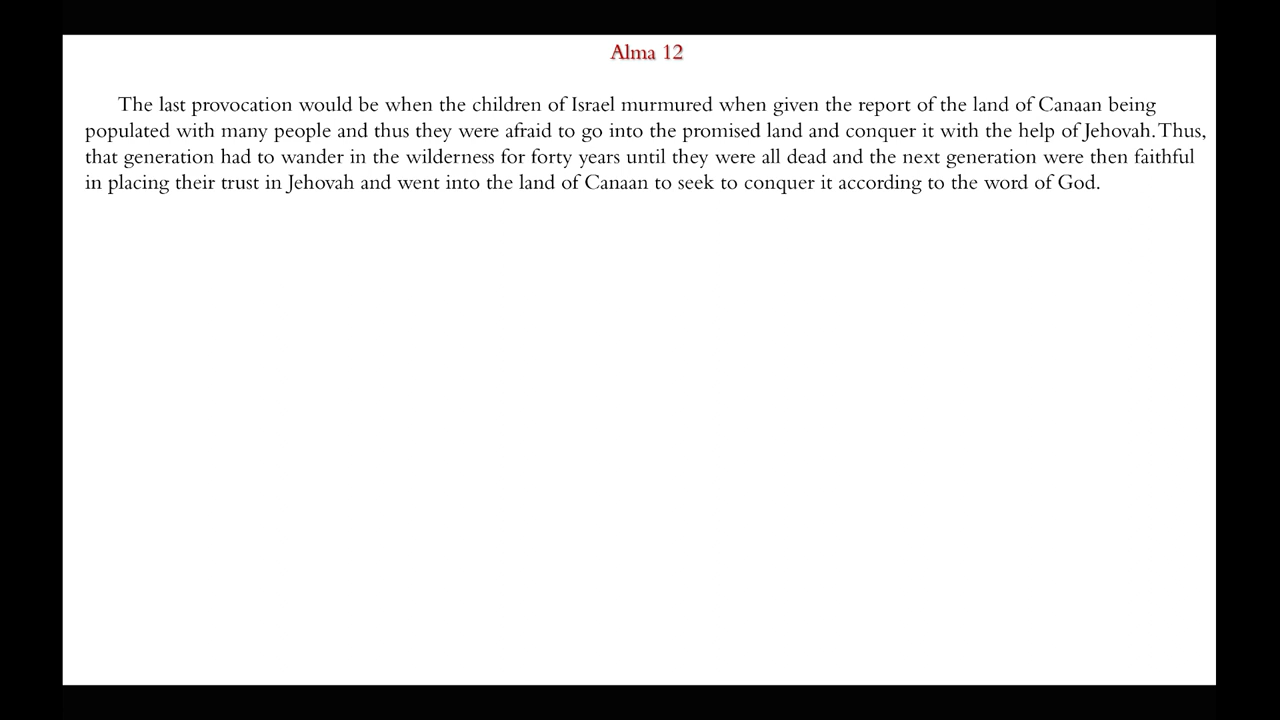 Alma 12
The last provocation would be when the children of Israel murmured when given the report of the land of Canaan being
populated with many people and thus they were afraid to go into the promised land and conquer it with the help of Jehovah. Thus,
that generation had to wander in the wilderness for forty years until they were all dead and the next generation were then faithful
in placing their trust in Jehovah and went into the land of Canaan to seek to conquer it according to the word of God.